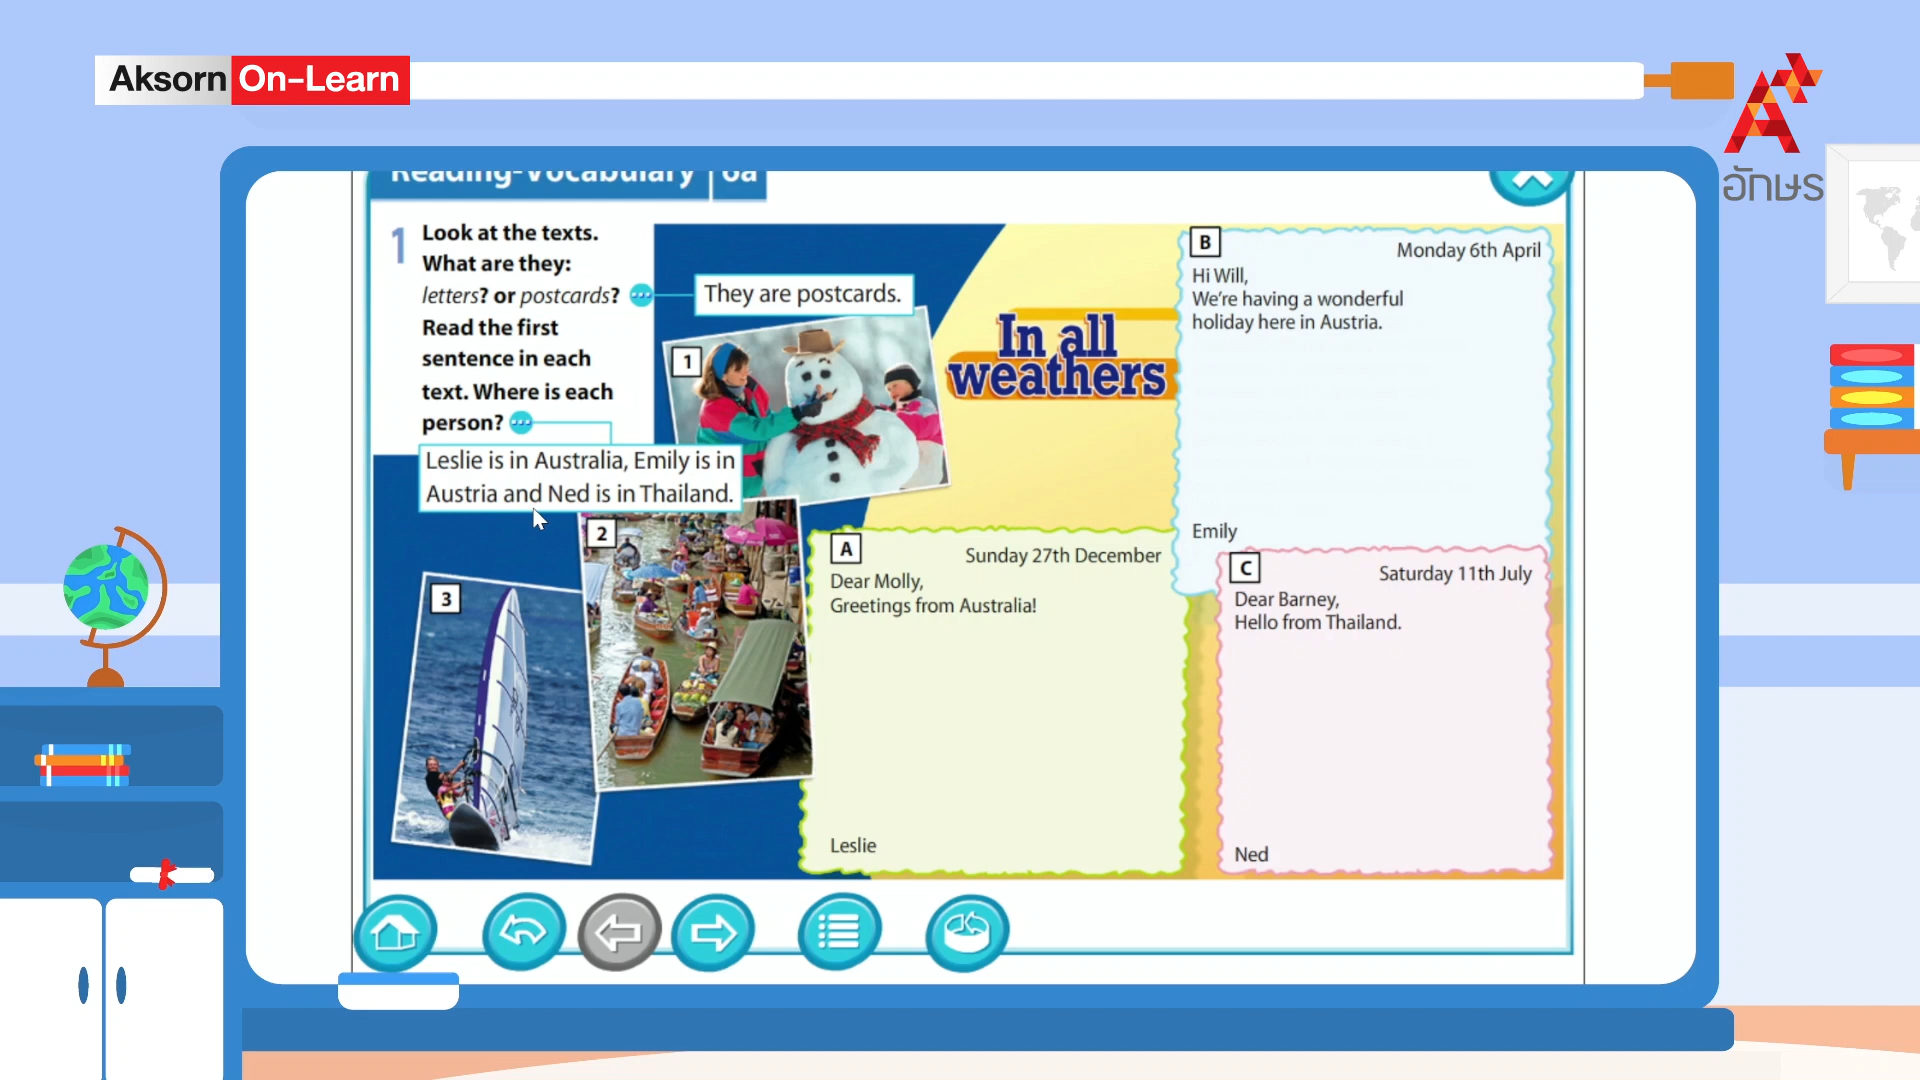 Aksorn On-Learn
อักษร
Reading-Vocabulary 6a
1
Look at the texts.
What are they:
letters? or postcards?
Read the first
sentence in each
text. Where is each
person?
They are postcards.
Leslie is in Australia, Emily is in
Austria and Ned is in Thailand.
1
2
3
In all
weathers
B
Monday 6th April
Hi Will,
We're having a wonderful
holiday here in Austria.
Emily
A
Sunday 27th December
Dear Molly,
Greetings from Australia!
Leslie
C
Saturday 11th July
Dear Barney,
Hello from Thailand.
Ned